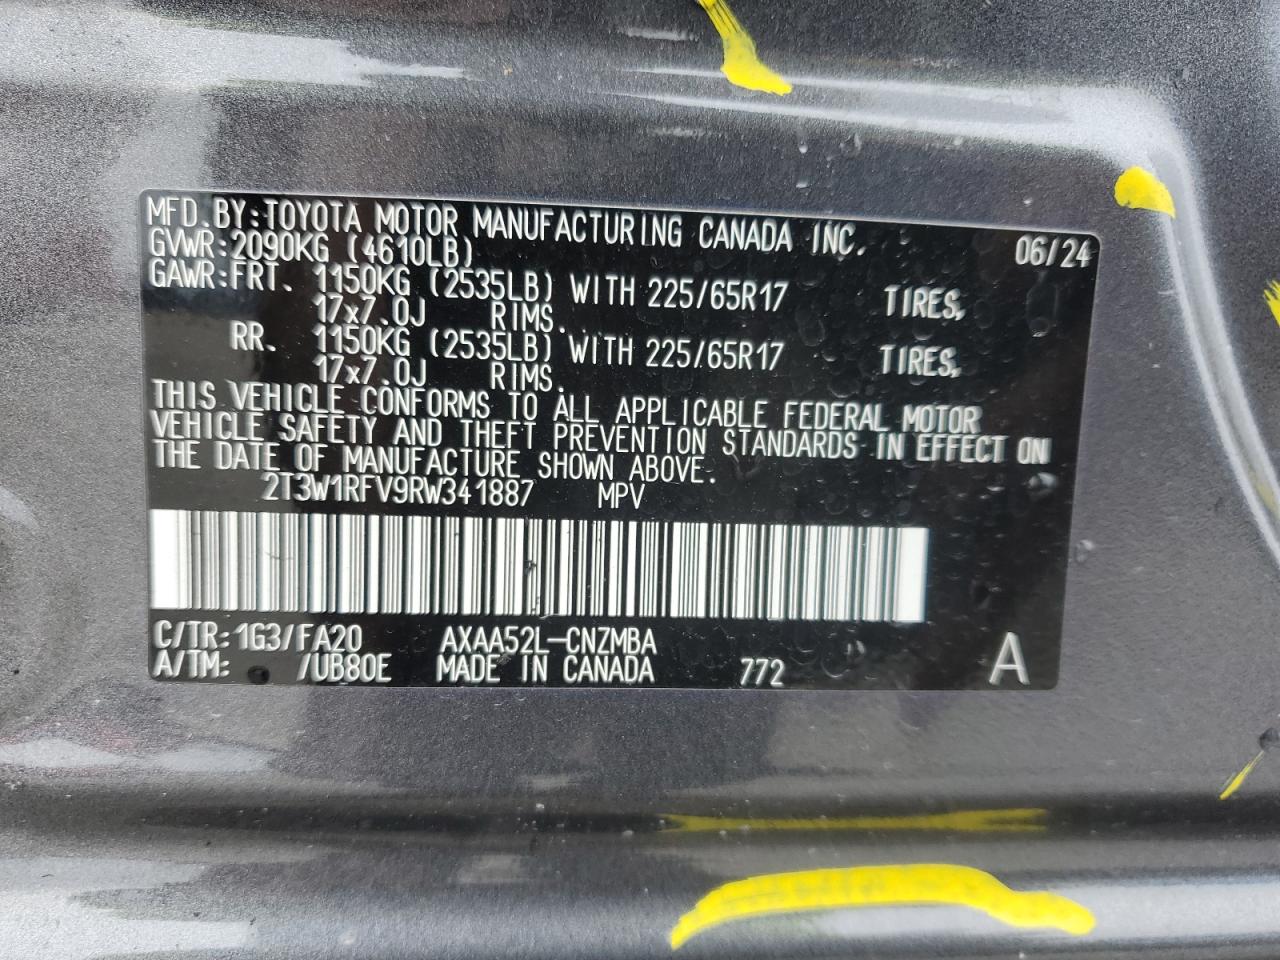 MFD.BY:TOYOTA MOTOR MANUFACTURING CANADA INC. 06/24
GVWR:2090KG (4610LB)
GAWR:FRT. 1150KG (2535LB) WITH 225/65R17 TIRES,
17x7.0J RIMS.
RR. 1150KG (2535LB) WITH 225/65R17 TIRES,
17x7.0J RIMS.
THIS VEHICLE CONFORMS TO ALL APPLICABLE FEDERAL MOTOR
VEHICLE SAFETY AND THEFT PREVENTION STANDARDS IN EFFECT ON
THE DATE OF MANUFACTURE SHOWN ABOVE.
2T3W1RFV9RW341887 MPV
C/TR:1G3/FA20 AXAA52L-CNZMBA
A/TM: /UB80E MADE IN CANADA 772 A